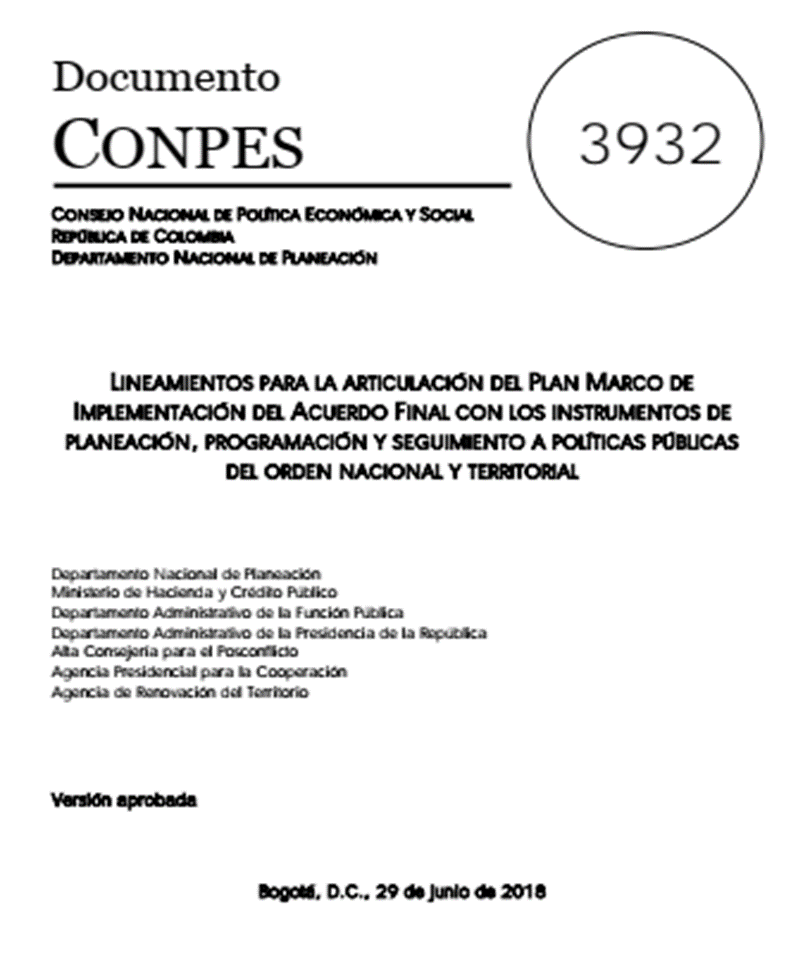 Documento
CONPES
3932
CONSEJO NACIONAL DE POLÍTICA ECONÓMICA Y SOCIAL
REPÚBLICA DE COLOMBIA
DEPARTAMENTO NACIONAL DE PLANEACIÓN
LINEAMIENTOS PARA LA ARTICULACIÓN DEL PLAN MARCO DE
IMPLEMENTACIÓN DEL ACUERDO FINAL CON LOS INSTRUMENTOS DE
PLANEACIÓN, PROGRAMACIÓN Y SEGUIMIENTO A POLÍTICAS PÚBLICAS
DEL ORDEN NACIONAL Y TERRITORIAL
Departamento Nacional de Planeación
Ministerio de Hacienda y Crédito Público
Departamento Administrativo de la Función Pública
Departamento Administrativo de la Presidencia de la República
Alta Consejería para el Posconflicto
Agencia Presidencial para la Cooperación
Agencia de Renovación del Territorio
Versión aprobada
Bogotá, D.C., 29 de junio de 2018